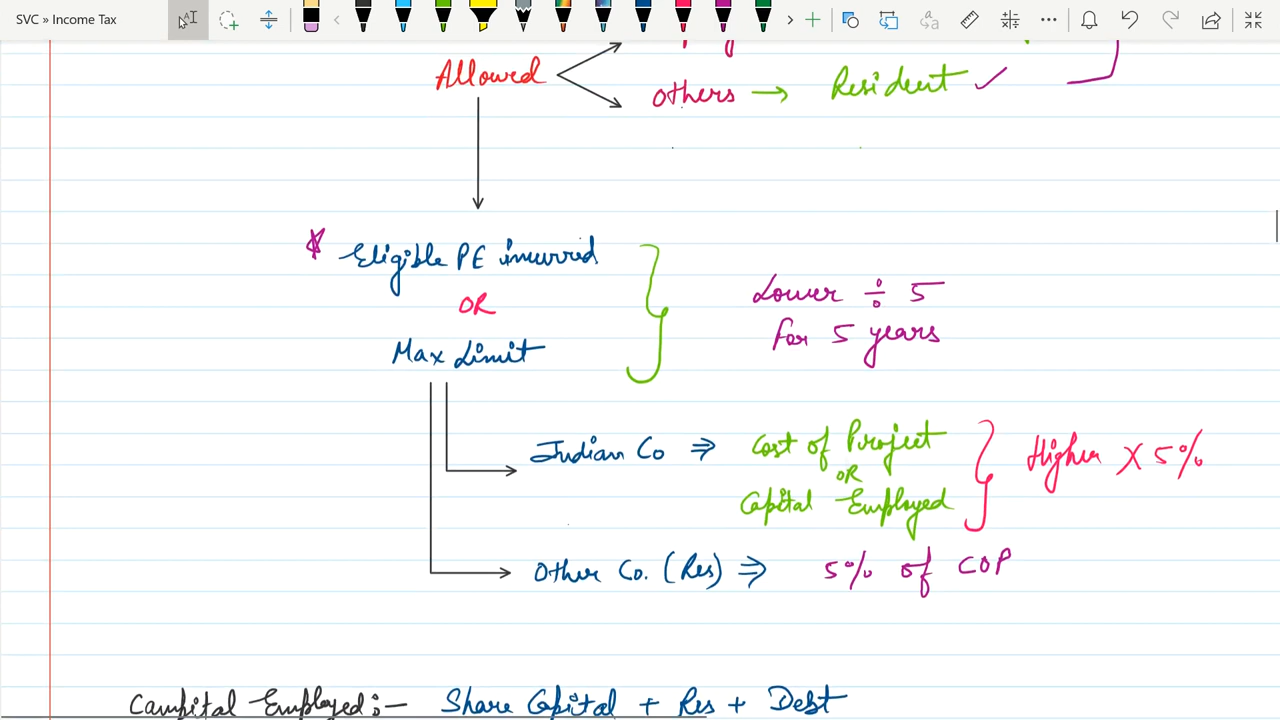 SVC » Income Tax
Allowed
Others → Resident ✓
* Eligible PE incurred
OR
Max Limit
Lower ÷ 5
For 5 years
Indian Co ⇒ Cost of Project
OR
Capital Employed
Higher X 5%
Other Co. (Res) ⇒ 5% of COP
Campital Employed :- Share Capital + Res + Debt